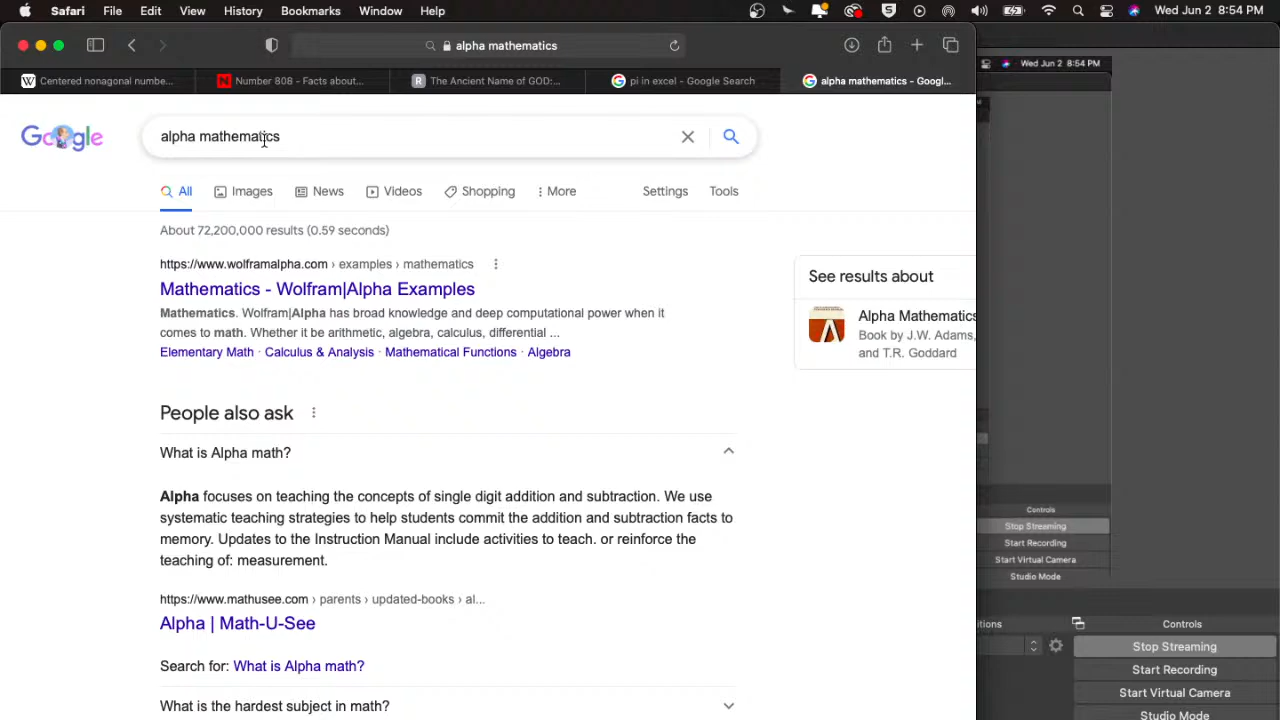 Safari File Edit View History Bookmarks Window Help Wed Jun 2 8:54 PM
alpha mathematics
Centered nonagonal numbe... Number 808 - Facts about... The Ancient Name of GOD:... pi in excel - Google Search alpha mathematics - Googl...
Wed Jun 2 8:54 PM
Google alpha mathematics
All Images News Videos Shopping More Settings Tools
About 72,200,000 results (0.59 seconds)
https://www.wolframalpha.com › examples › mathematics
Mathematics - Wolfram|Alpha Examples
Mathematics. Wolfram|Alpha has broad knowledge and deep computational power when it
comes to math. Whether it be arithmetic, algebra, calculus, differential ...
Elementary Math · Calculus & Analysis · Mathematical Functions · Algebra
See results about
Alpha Mathematics
Book by J.W. Adams,
and T.R. Goddard
People also ask
What is Alpha math?
Alpha focuses on teaching the concepts of single digit addition and subtraction. We use
systematic teaching strategies to help students commit the addition and subtraction facts to
memory. Updates to the Instruction Manual include activities to teach. or reinforce the
teaching of: measurement.
https://www.mathusee.com › parents › updated-books › al...
Alpha | Math-U-See
Search for: What is Alpha math?
What is the hardest subject in math?
Controls
Stop Streaming
Start Recording
Start Virtual Camera
Studio Mode
itions Controls
Stop Streaming
Start Recording
Start Virtual Camera
Studio Mode